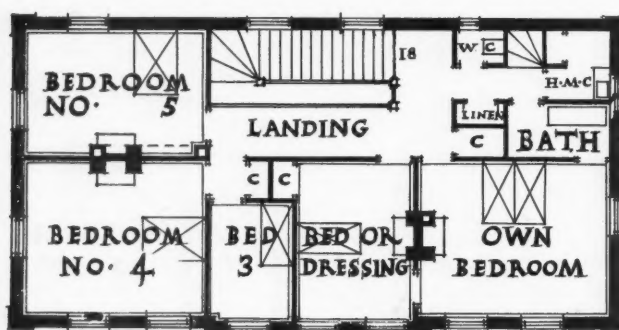 BEDROOM
NO. 5
LANDING
18
W C
H.M.C
LINEN
C
BATH
C C
BEDROOM
NO. 4
BED
3
BED OR
DRESSING
OWN
BEDROOM